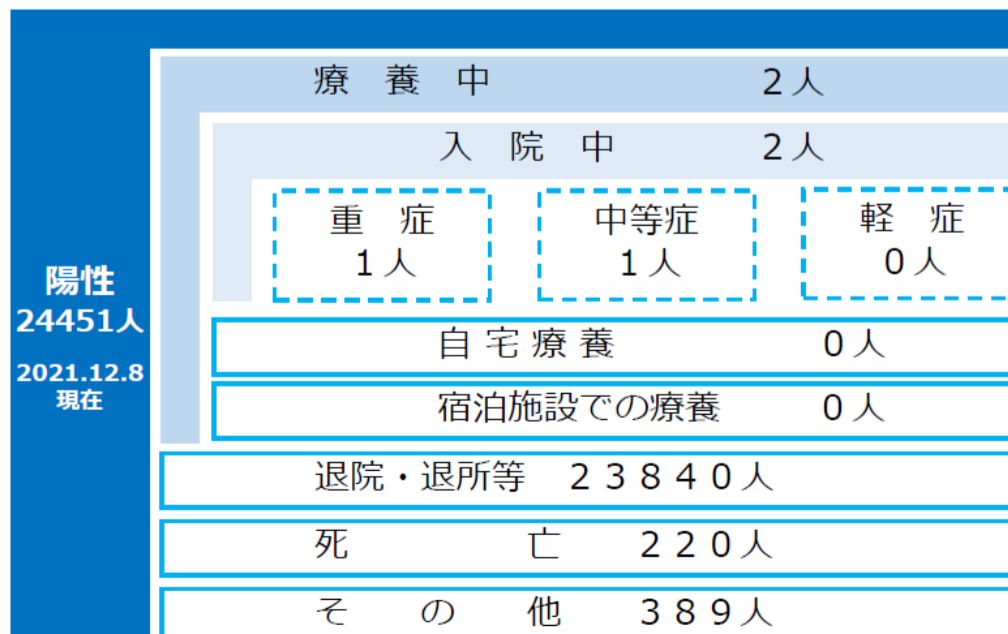 陽性
24451人
2021.12.8
現在
療養中 2人
入院中 2人
重症
1人
中等症
1人
軽症
0人
自宅療養 0人
宿泊施設での療養 0人
退院・退所等 23840人
死亡 220人
その他 389人